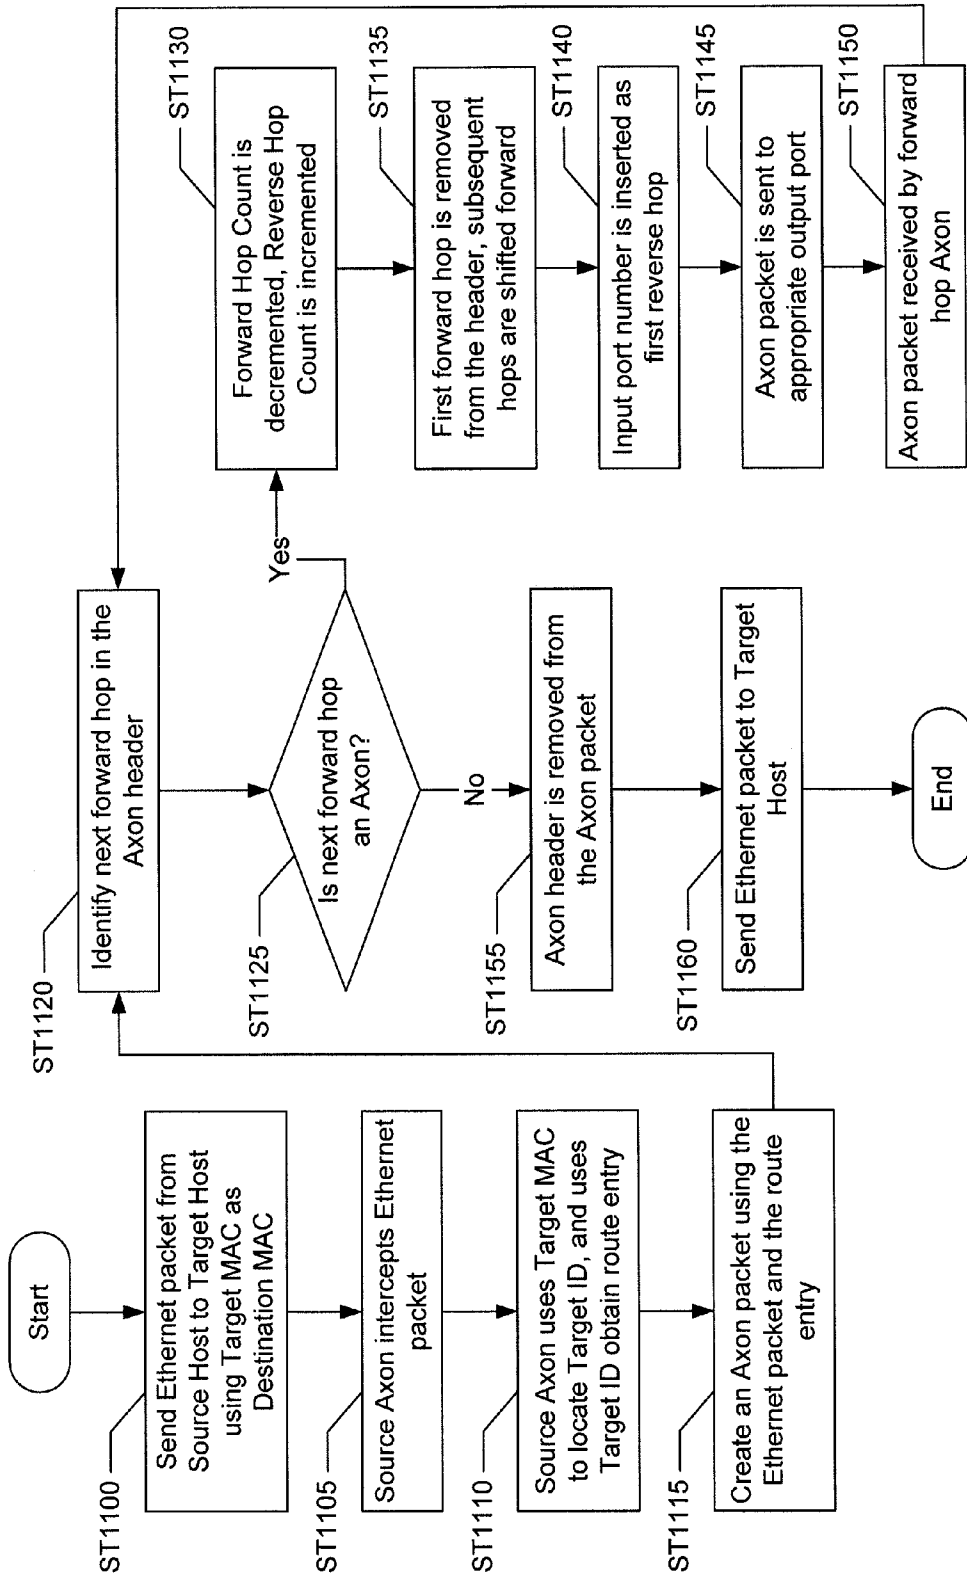 Start
ST1100
Send Ethernet packet from
Source Host to Target Host
using Target MAC as
Destination MAC
ST1105
Source Axon intercepts Ethernet
packet
ST1110
Source Axon uses Target MAC
to locate Target ID, and uses
Target ID obtain route entry
ST1115
Create an Axon packet using the
Ethernet packet and the route
entry
ST1120
Identify next forward hop in the
Axon header
ST1125
Is next forward hop
an Axon?
Yes
No
ST1155
Axon header is removed from
the Axon packet
ST1160
Send Ethernet packet to Target
Host
End
ST1130
Forward Hop Count is
decremented, Reverse Hop
Count is incremented
ST1135
First forward hop is removed
from the header, subsequent
hops are shifted forward
ST1140
Input port number is inserted as
first reverse hop
ST1145
Axon packet is sent to
appropriate output port
ST1150
Axon packet received by forward
hop Axon